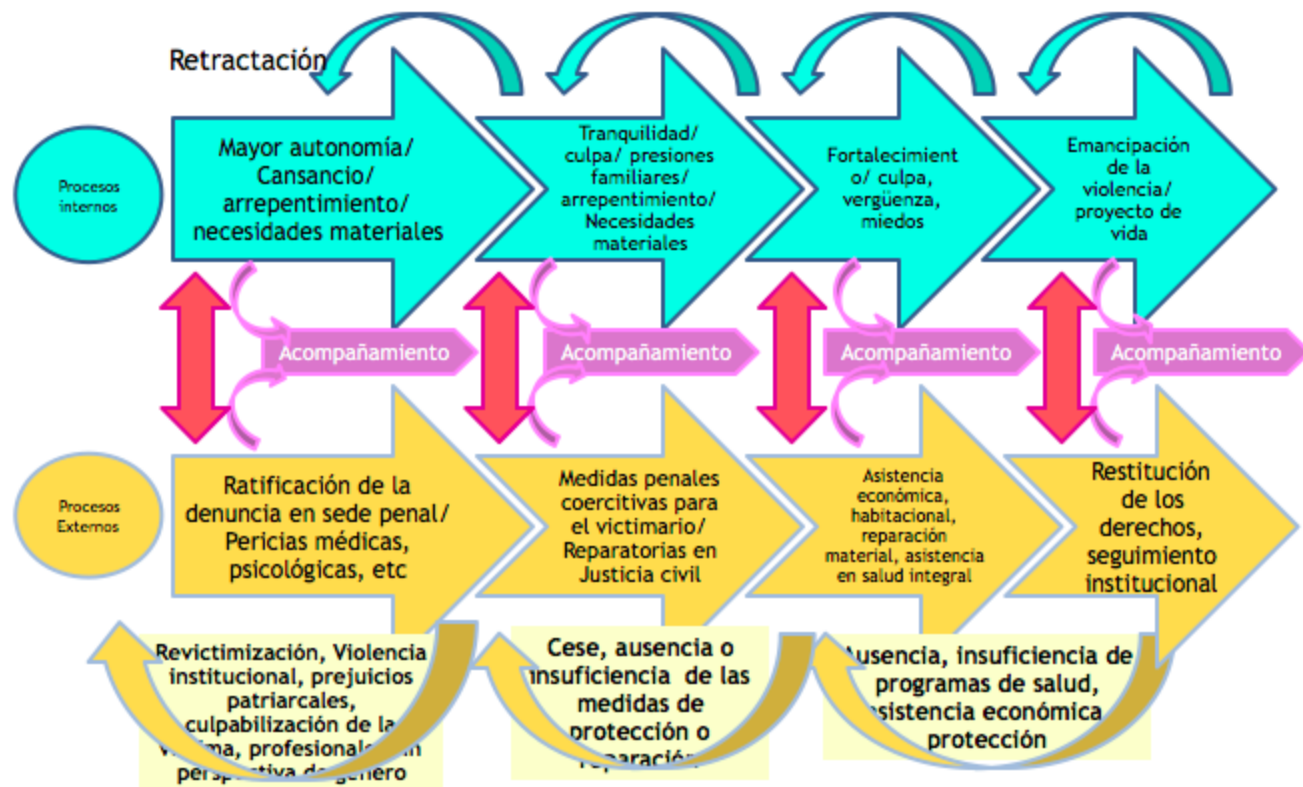 Retractación
Procesos
internos
Mayor autonomía/
Cansancio/
arrepentimiento/
necesidades materiales
Tranquilidad/
culpa/ presiones
familiares/
arrepentimiento/
Necesidades
materiales
Fortalecimient
o/ culpa,
vergüenza,
miedos
Emancipación
de la
violencia/
proyecto de
vida
Acompañamiento
Acompañamiento
Acompañamiento
Acompañamiento
Procesos
Externos
Ratificación de la
denuncia en sede penal/
Pericias médicas,
psicológicas, etc
Medidas penales
coercitivas para
el victimario/
Reparatorias en
Justicia civil
Asistencia
económica,
habitacional,
reparación
material, asistencia
en salud integral
Restitución
de los
derechos,
seguimiento
institucional
Revictimización, Violencia
institucional, prejuicios
patriarcales,
culpabilización de la
profesionales
género
Cese, ausencia o
insuficiencia de las
medidas de
protección o
reparación
Ausencia, insuficiencia de
programas de salud,
asistencia económica
protección